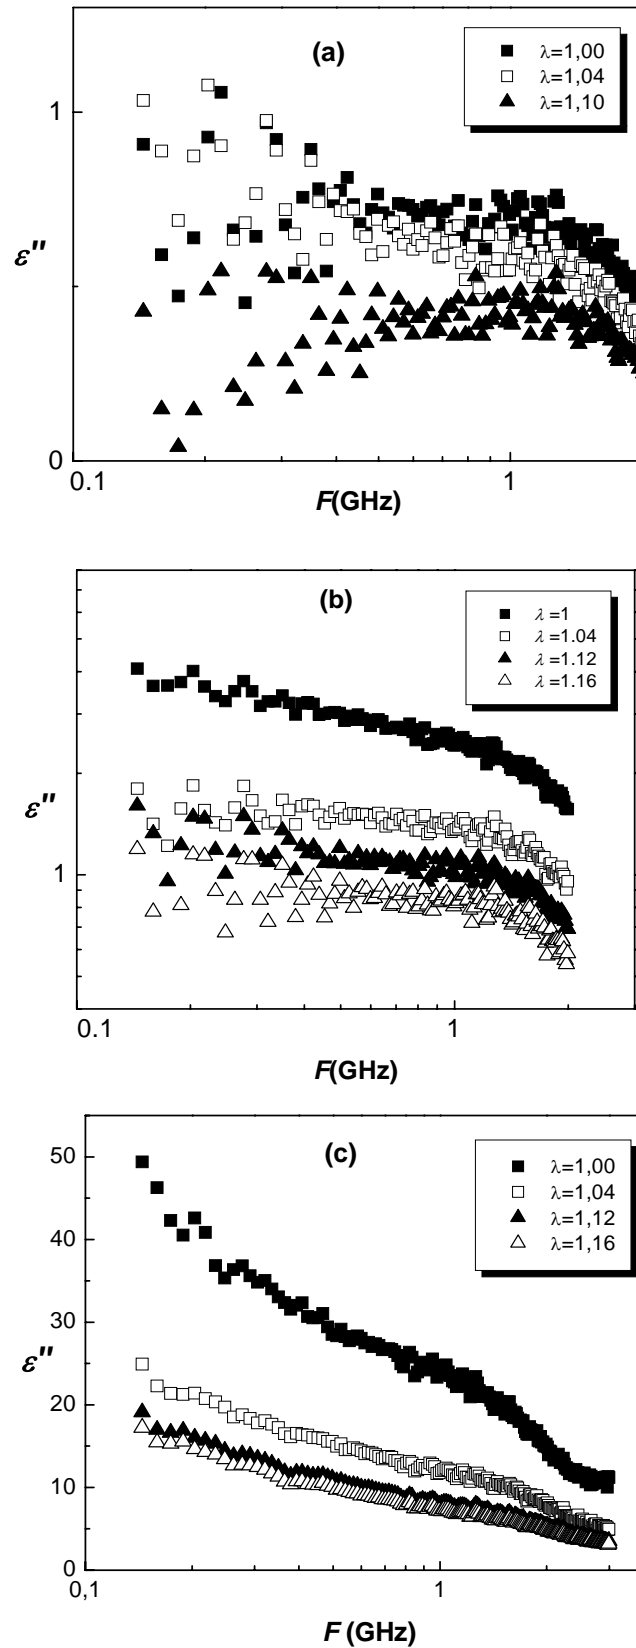 (a)
λ=1,00
λ=1,04
λ=1,10
1
ε''
0
0.1
1
F(GHz)
(b)
λ =1
λ =1.04
λ =1.12
λ =1.16
ε''
1
0.1
1
F(GHz)
(c)
λ=1,00
λ=1,04
λ=1,12
λ=1,16
50
40
30
ε''
20
10
0
0,1
1
F (GHz)